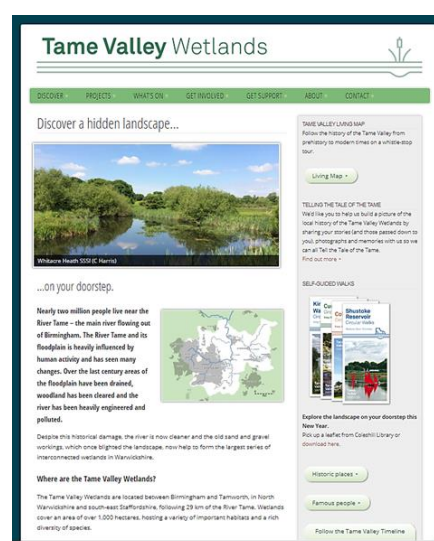 Tame Valley Wetlands
DISCOVER
PROJECTS
WHAT'S ON
GET INVOLVED
GET SUPPORT
ABOUT
CONTACT
Discover a hidden landscape...
Whitacre Heath SSSI (C Harris)
...on your doorstep.
Nearly two million people live near the
River Tame – the main river flowing out
of Birmingham. The River Tame and its
floodplain is heavily influenced by
human activity and has seen many
changes. Over the last century areas of
the floodplain have been drained,
woodland has been cleared and the
river has been heavily engineered and
polluted.
Despite this historical damage, the river is now cleaner and the old sand and gravel
workings, which once blighted the landscape, now help to form the largest series of
interconnected wetlands in Warwickshire.
Where are the Tame Valley Wetlands?
The Tame Valley Wetlands are located between Birmingham and Tamworth, in North
Warwickshire and south-east Staffordshire, following 29 km of the River Tame. Wetlands
cover an area of over 1,000 hectares, hosting a variety of important habitats and a rich
diversity of species.
TAME VALLEY LIVING MAP
Follow the history of the Tame Valley from
prehistory to modern times on a whistle-stop
tour.
Living Map
TELLING THE TALE OF THE TAME
We'd like you to help us build a picture of the
local history of the Tame Valley Wetlands by
sharing your stories (and those passed down to
you), photographs and memories with us so we
can all Tell the Tale of the Tame.
Find out more
SELF-GUIDED WALKS
Shustoke
Reservoir
Circular Walks
Explore the landscape on your doorstep this
New Year.
Pick up a leaflet from Coleshill Library or
download here.
Historic places
Famous people
Follow the Tame Valley Timeline